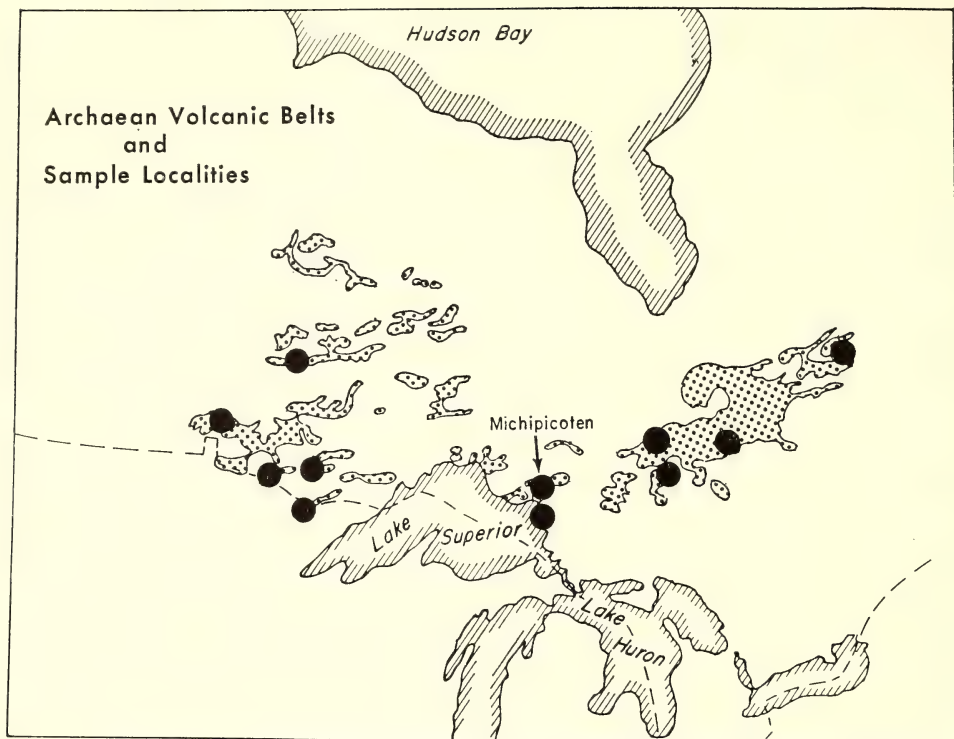 Hudson Bay
Archaean Volcanic Belts
and
Sample Localities
Michipicoten
Lake Superior
Lake
Huron